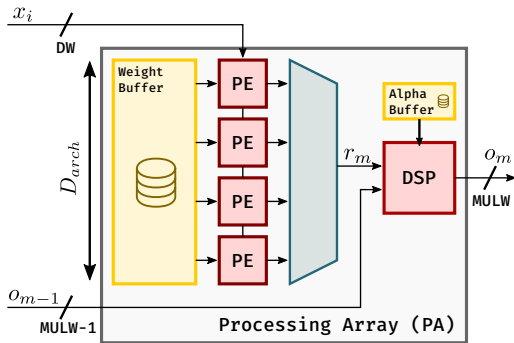 x_i
DW
Weight
Buffer
PE
PE
PE
PE
D_arch
Alpha
Buffer
r_m
DSP
o_m
MULW
o_{m-1}
MULW-1
Processing Array (PA)